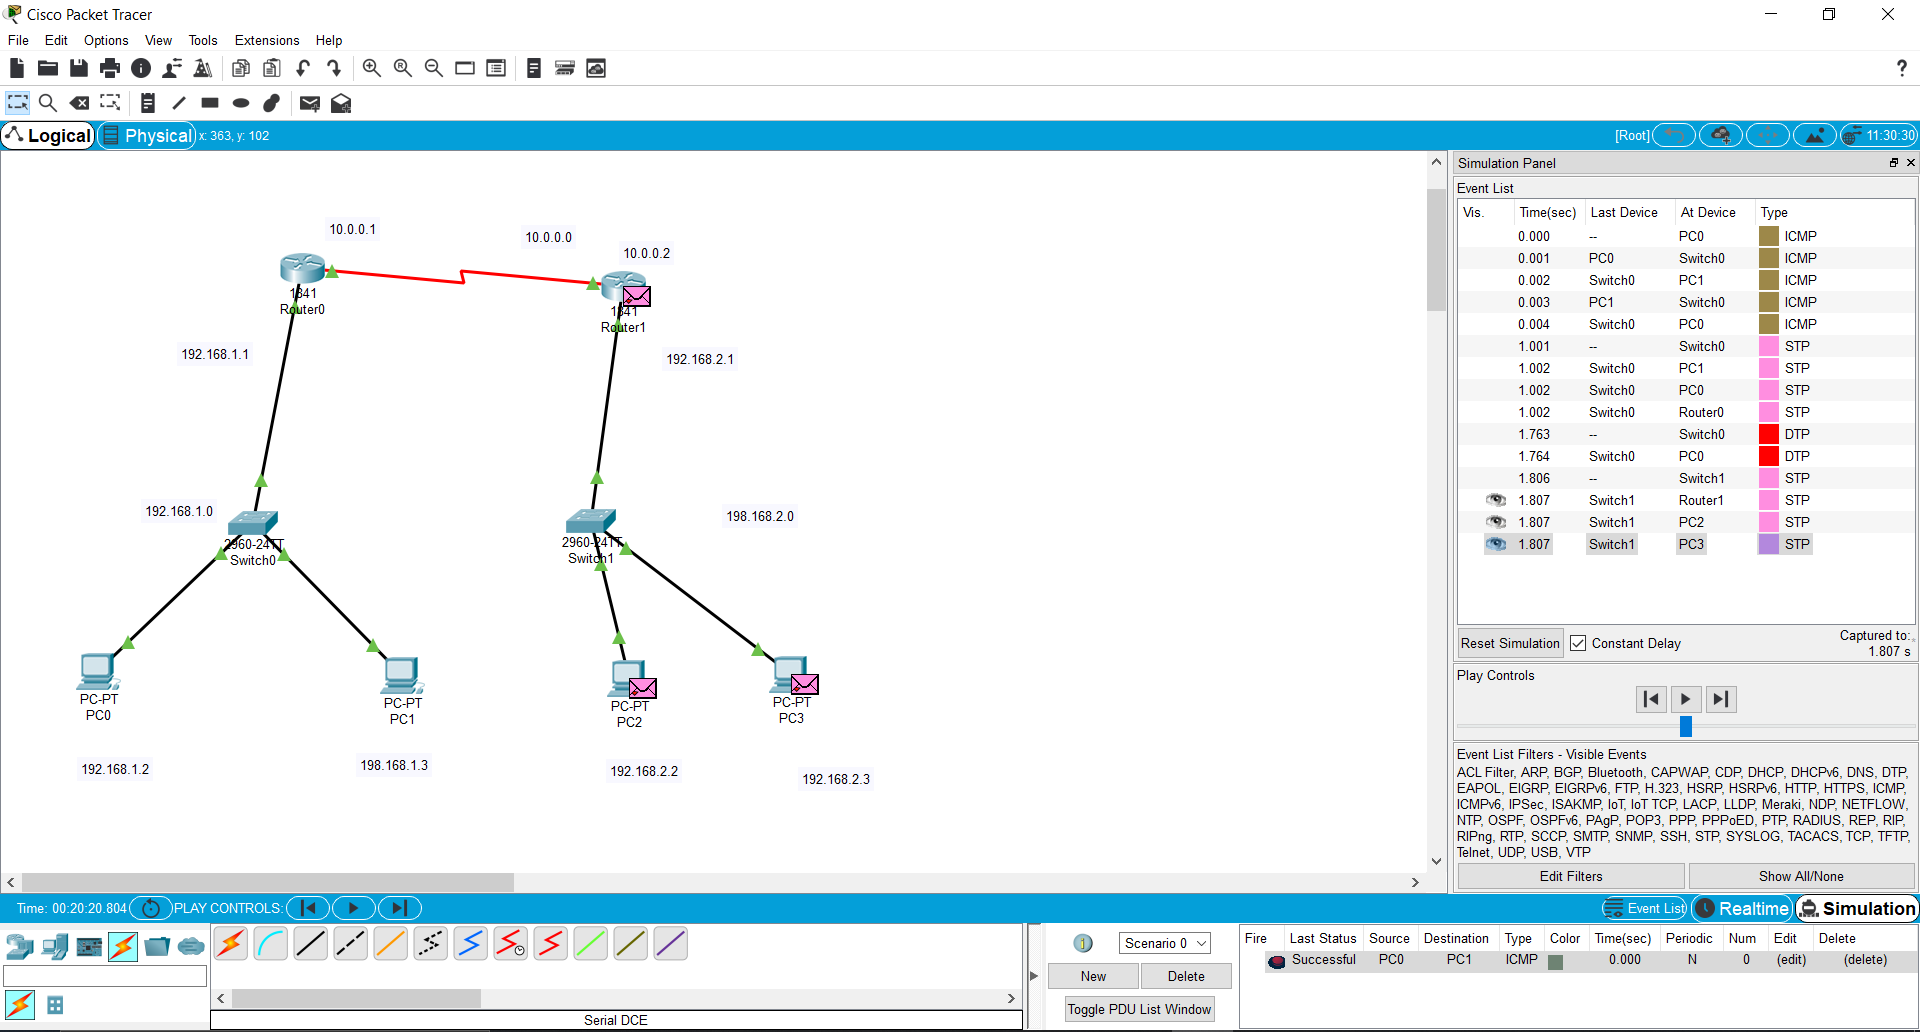 Cisco Packet Tracer
File Edit Options View Tools Extensions Help
?
Logical Physical x: 363, y: 102 [Root] 11:30:30
10.0.0.1
10.0.0.0
10.0.0.2
1841
Router0
1841
Router1
192.168.1.1
192.168.2.1
192.168.1.0
198.168.2.0
2960-24TT
Switch0
2960-24TT
Switch1
PC-PT
PC0
PC-PT
PC1
PC-PT
PC2
PC-PT
PC3
192.168.1.2
198.168.1.3
192.168.2.2
192.168.2.3
Simulation Panel
Event List
Vis. Time(sec) Last Device At Device Type
0.000 -- PC0 ICMP
0.001 PC0 Switch0 ICMP
0.002 Switch0 PC1 ICMP
0.003 PC1 Switch0 ICMP
0.004 Switch0 PC0 ICMP
1.001 -- Switch0 STP
1.002 Switch0 PC1 STP
1.002 Switch0 PC0 STP
1.002 Switch0 Router0 STP
1.763 -- Switch0 DTP
1.764 Switch0 PC0 DTP
1.806 -- Switch1 STP
1.807 Switch1 Router1 STP
1.807 Switch1 PC2 STP
1.807 Switch1 PC3 STP
Reset Simulation Constant Delay Captured to:
1.807 s
Play Controls
Event List Filters - Visible Events
ACL Filter, ARP, BGP, Bluetooth, CAPWAP, CDP, DHCP, DHCPv6, DNS, DTP,
EAPOL, EIGRP, EIGRPv6, FTP, H.323, HSRP, HSRPv6, HTTP, HTTPS, ICMP,
ICMPv6, IPSec, ISAKMP, IoT, IoT TCP, LACP, LLDP, Meraki, NDP, NETFLOW,
NTP, OSPF, OSPFv6, PAgP, POP3, PPP, PPPoED, PTP, RADIUS, REP, RIP,
RIPng, RTP, SCCP, SMTP, SNMP, SSH, STP, SYSLOG, TACACS, TCP, TFTP,
Telnet, UDP, USB, VTP
Edit Filters Show All/None
Time: 00:20:20.804 PLAY CONTROLS: Event List Realtime Simulation
Serial DCE
1 Scenario 0
New Delete
Toggle PDU List Window
Fire Last Status Source Destination Type Color Time(sec) Periodic Num Edit Delete
Successful PC0 PC1 ICMP 0.000 N 0 (edit) (delete)